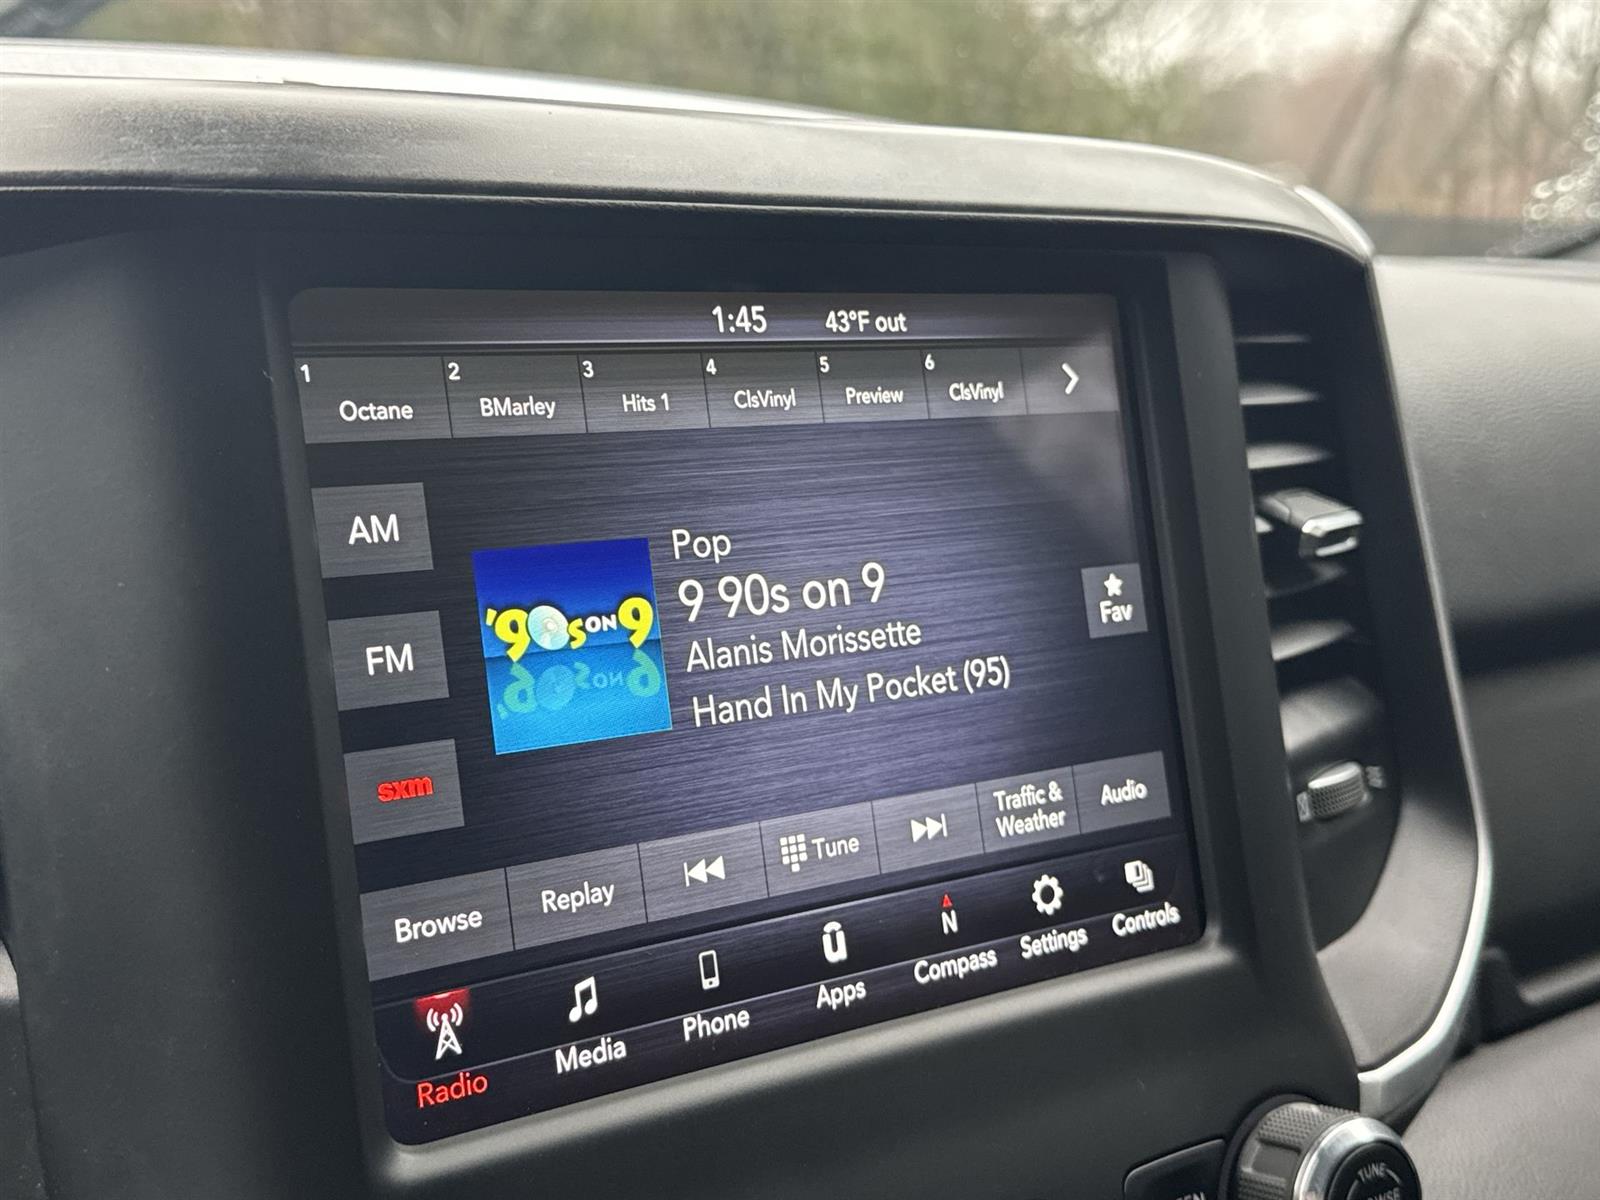 1:45 43°F out
1 Octane
2 BMarley
3 Hits 1
4 ClsVinyl
5 Preview
6 ClsVinyl
AM
FM
sxm
'90s ON 9
Pop
9 90s on 9
Alanis Morissette
Hand In My Pocket (95)
Fav
Browse
Replay
Tune
Traffic &
Weather
Audio
Radio
Media
Phone
Apps
N
Compass
Settings
Controls
TUNE